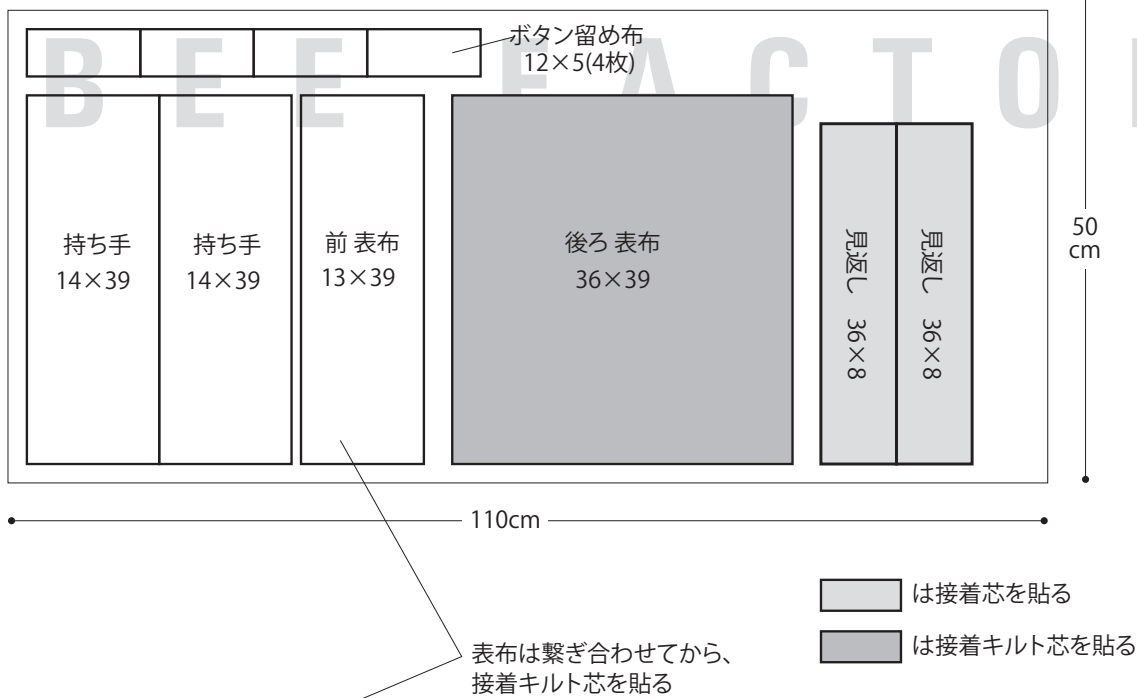 BEE FACTO
ボタン留め布
12×5(4枚)
持ち手
14×39
持ち手
14×39
前 表布
13×39
後ろ 表布
36×39
見返し 36×8
見返し 36×8
50
cm
110cm
は接着芯を貼る
は接着キルト芯を貼る
表布は繋ぎ合わせてから、
接着キルト芯を貼る